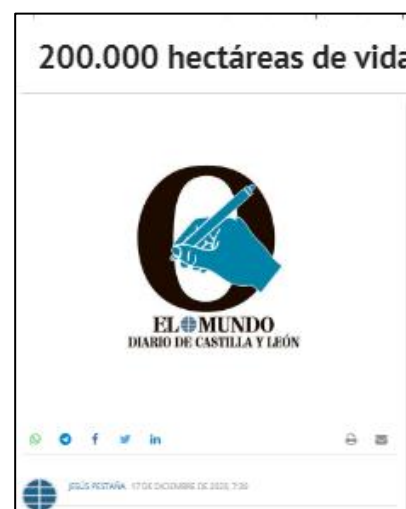 200.000 hectáreas de vida
EL MUNDO
DIARIO DE CASTILLA Y LEÓN
JESÚS PESTAÑA 17 DE DICIEMBRE DE 2020, 7:30